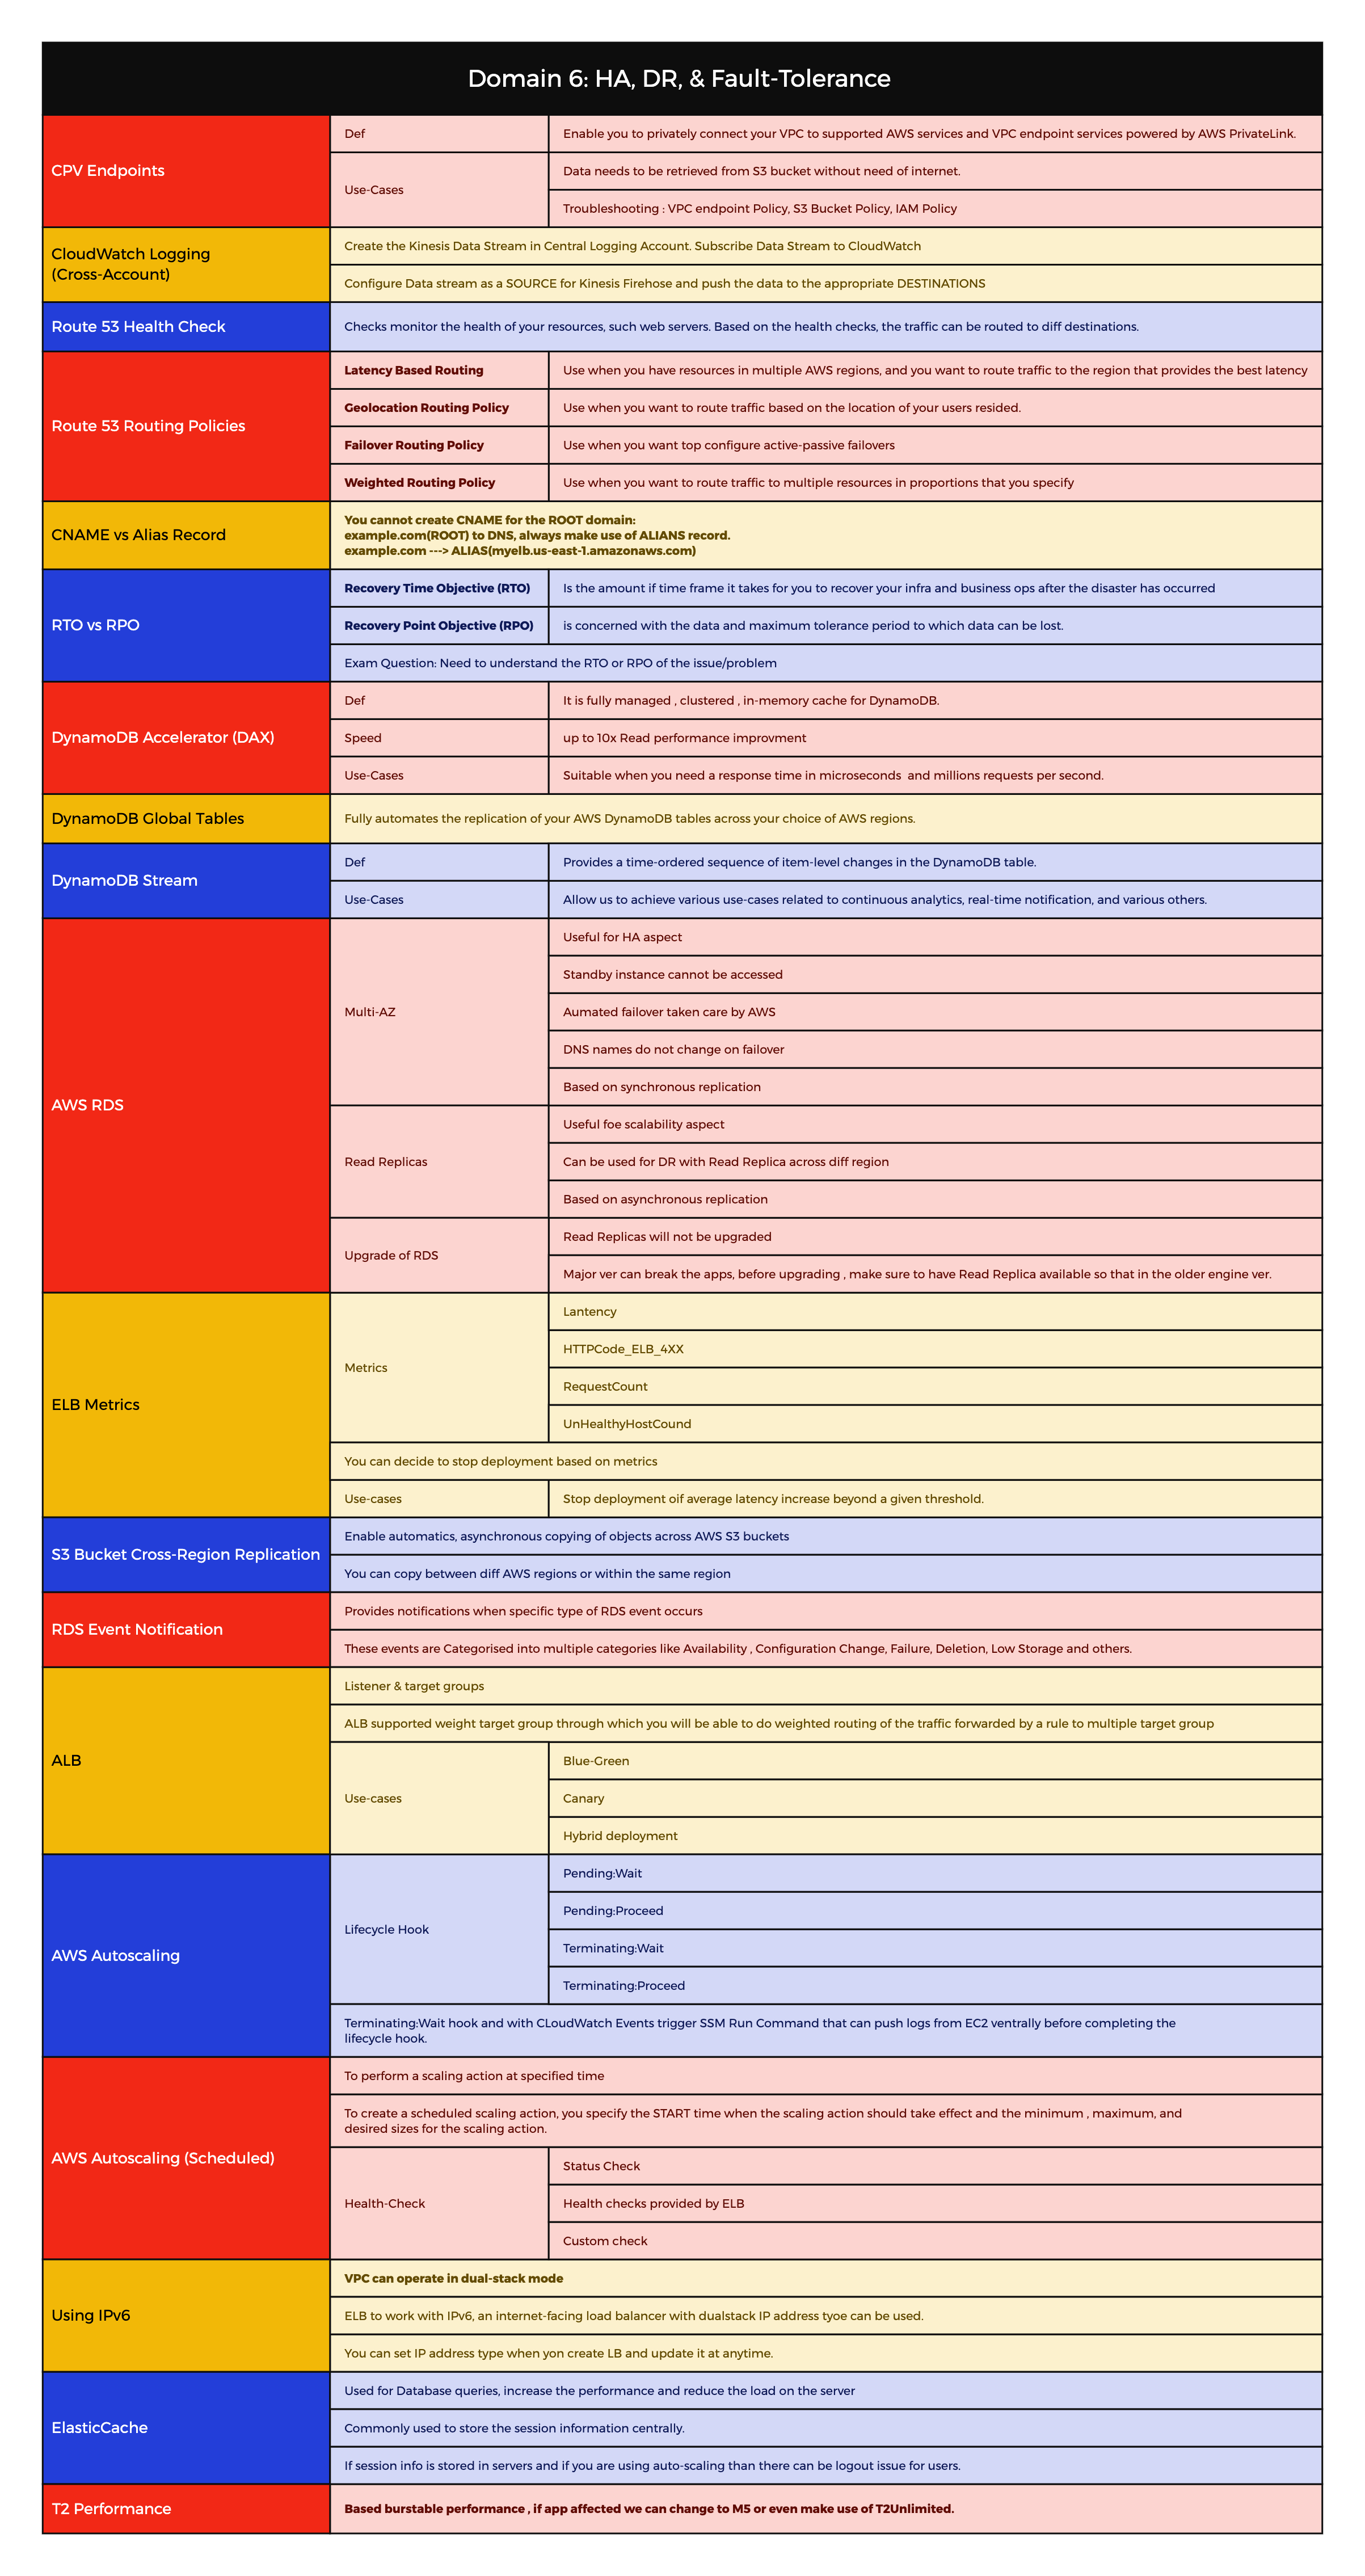 Domain 6: HA, DR, & Fault-Tolerance
CPV Endpoints
Def
Enable you to privately connect your VPC to supported AWS services and VPC endpoint services powered by AWS PrivateLink.
Use-Cases
Data needs to be retrieved from S3 bucket without need of internet.
Troubleshooting : VPC endpoint Policy, S3 Bucket Policy, IAM Policy
CloudWatch Logging
(Cross-Account)
Create the Kinesis Data Stream in Central Logging Account. Subscribe Data Stream to CloudWatch
Configure Data stream as a SOURCE for Kinesis Firehose and push the data to the appropriate DESTINATIONS
Route 53 Health Check
Checks monitor the health of your resources, such web servers. Based on the health checks, the traffic can be routed to diff destinations.
Route 53 Routing Policies
Latency Based Routing
Use when you have resources in multiple AWS regions, and you want to route traffic to the region that provides the best latency
Geolocation Routing Policy
Use when you want to route traffic based on the location of your users resided.
Failover Routing Policy
Use when you want top configure active-passive failovers
Weighted Routing Policy
Use when you want to route traffic to multiple resources in proportions that you specify
CNAME vs Alias Record
You cannot create CNAME for the ROOT domain:
example.com(ROOT) to DNS, always make use of ALIANS record.
example.com ---> ALIAS(myelb.us-east-1.amazonaws.com)
RTO vs RPO
Recovery Time Objective (RTO)
Is the amount if time frame it takes for you to recover your infra and business ops after the disaster has occurred
Recovery Point Objective (RPO)
is concerned with the data and maximum tolerance period to which data can be lost.
Exam Question: Need to understand the RTO or RPO of the issue/problem
DynamoDB Accelerator (DAX)
Def
It is fully managed , clustered , in-memory cache for DynamoDB.
Speed
up to 10x Read performance improvment
Use-Cases
Suitable when you need a response time in microseconds  and millions requests per second.
DynamoDB Global Tables
Fully automates the replication of your AWS DynamoDB tables across your choice of AWS regions.
DynamoDB Stream
Def
Provides a time-ordered sequence of item-level changes in the DynamoDB table.
Use-Cases
Allow us to achieve various use-cases related to continuous analytics, real-time notification, and various others.
AWS RDS
Multi-AZ
Useful for HA aspect
Standby instance cannot be accessed
Aumated failover taken care by AWS
DNS names do not change on failover
Based on synchronous replication
Read Replicas
Useful foe scalability aspect
Can be used for DR with Read Replica across diff region
Based on asynchronous replication
Upgrade of RDS
Read Replicas will not be upgraded
Major ver can break the apps, before upgrading , make sure to have Read Replica available so that in the older engine ver.
ELB Metrics
Metrics
Lantency
HTTPCode_ELB_4XX
RequestCount
UnHealthyHostCound
You can decide to stop deployment based on metrics
Use-cases
Stop deployment oif average latency increase beyond a given threshold.
S3 Bucket Cross-Region Replication
Enable automatics, asynchronous copying of objects across AWS S3 buckets
You can copy between diff AWS regions or within the same region
RDS Event Notification
Provides notifications when specific type of RDS event occurs
These events are Categorised into multiple categories like Availability , Configuration Change, Failure, Deletion, Low Storage and others.
ALB
Listener & target groups
ALB supported weight target group through which you will be able to do weighted routing of the traffic forwarded by a rule to multiple target group
Use-cases
Blue-Green
Canary
Hybrid deployment
AWS Autoscaling
Lifecycle Hook
Pending:Wait
Pending:Proceed
Terminating:Wait
Terminating:Proceed
Terminating:Wait hook and with CLoudWatch Events trigger SSM Run Command that can push logs from EC2 ventrally before completing the
lifecycle hook.
AWS Autoscaling (Scheduled)
To perform a scaling action at specified time
To create a scheduled scaling action, you specify the START time when the scaling action should take effect and the minimum , maximum, and
desired sizes for the scaling action.
Health-Check
Status Check
Health checks provided by ELB
Custom check
Using IPv6
VPC can operate in dual-stack mode
ELB to work with IPv6, an internet-facing load balancer with dualstack IP address tyoe can be used.
You can set IP address type when yon create LB and update it at anytime.
ElasticCache
Used for Database queries, increase the performance and reduce the load on the server
Commonly used to store the session information centrally.
If session info is stored in servers and if you are using auto-scaling than there can be logout issue for users.
T2 Performance
Based burstable performance , if app affected we can change to M5 or even make use of T2Unlimited.